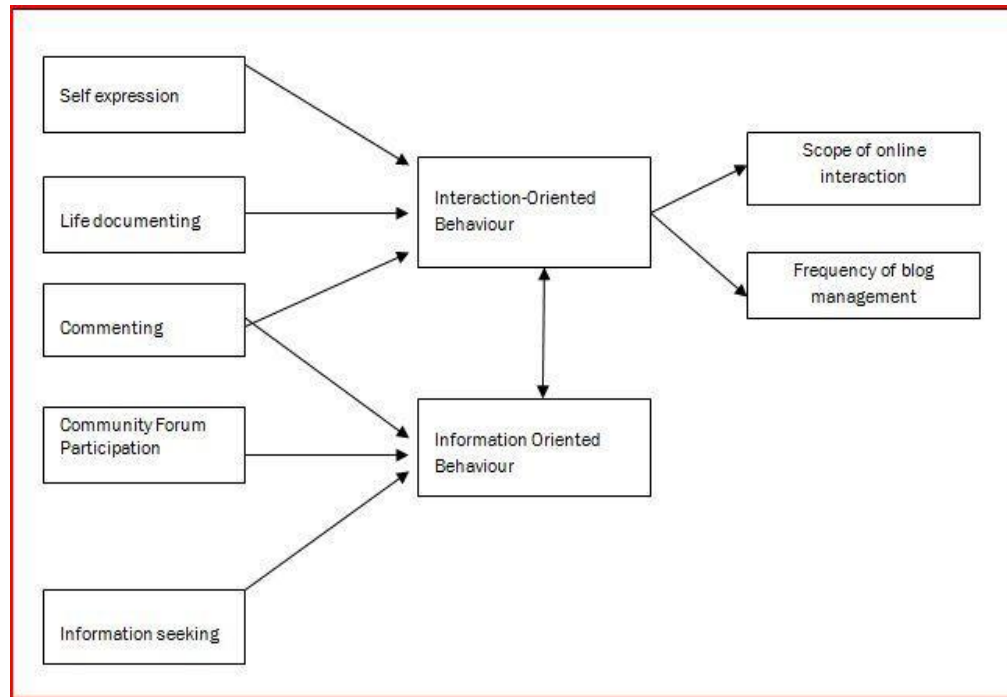 Self expression
Life documenting
Commenting
Community Forum
Participation
Information seeking
Interaction-Oriented
Behaviour
Information Oriented
Behaviour
Scope of online
interaction
Frequency of blog
management